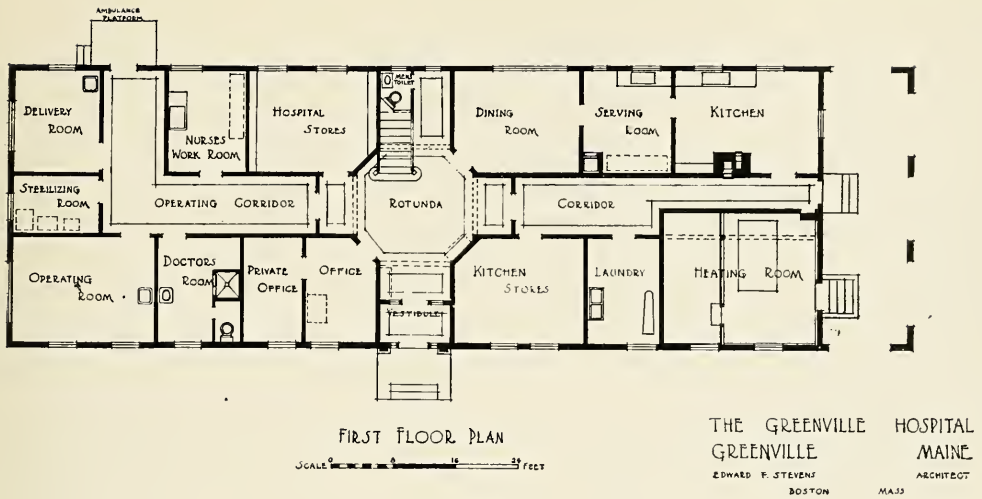 AMBULANCE
PLATFORM
DELIVERY
ROOM
NURSES
WORK ROOM
HOSPITAL
STORES
MENS
TOILET
DINING
ROOM
SERVING
ROOM
KITCHEN
STERILIZING
ROOM
OPERATING CORRIDOR
ROTUNDA
CORRIDOR
OPERATING
ROOM
DOCTORS
ROOM
PRIVATE
OFFICE
OFFICE
VESTIBULE
KITCHEN
STORES
LAUNDRY
HEATING ROOM
FIRST FLOOR PLAN
SCALE 0 8 16 24 FEET
THE GREENVILLE HOSPITAL
GREENVILLE MAINE
EDWARD F. STEVENS ARCHITECT
BOSTON MASS